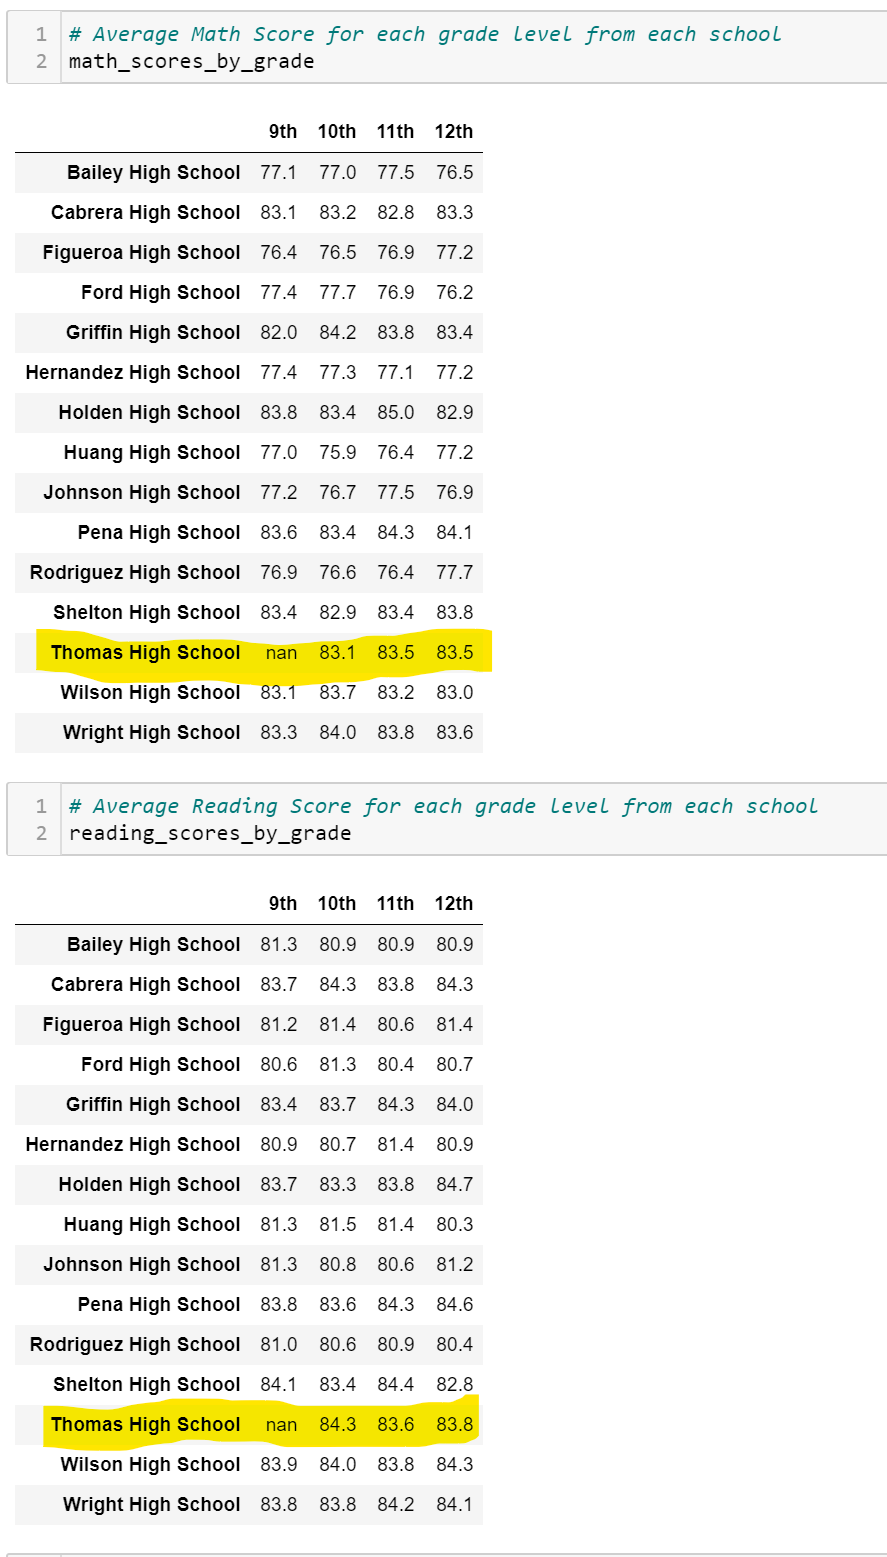 1 # Average Math Score for each grade level from each school
2 math_scores_by_grade
9th 10th 11th 12th
Bailey High School 77.1 77.0 77.5 76.5
Cabrera High School 83.1 83.2 82.8 83.3
Figueroa High School 76.4 76.5 76.9 77.2
Ford High School 77.4 77.7 76.9 76.2
Griffin High School 82.0 84.2 83.8 83.4
Hernandez High School 77.4 77.3 77.1 77.2
Holden High School 83.8 83.4 85.0 82.9
Huang High School 77.0 75.9 76.4 77.2
Johnson High School 77.2 76.7 77.5 76.9
Pena High School 83.6 83.4 84.3 84.1
Rodriguez High School 76.9 76.6 76.4 77.7
Shelton High School 83.4 82.9 83.4 83.8
Thomas High School nan 83.1 83.5 83.5
Wilson High School 83.1 83.7 83.2 83.0
Wright High School 83.3 84.0 83.8 83.6
1 # Average Reading Score for each grade level from each school
2 reading_scores_by_grade
9th 10th 11th 12th
Bailey High School 81.3 80.9 80.9 80.9
Cabrera High School 83.7 84.3 83.8 84.3
Figueroa High School 81.2 81.4 80.6 81.4
Ford High School 80.6 81.3 80.4 80.7
Griffin High School 83.4 83.7 84.3 84.0
Hernandez High School 80.9 80.7 81.4 80.9
Holden High School 83.7 83.3 83.8 84.7
Huang High School 81.3 81.5 81.4 80.3
Johnson High School 81.3 80.8 80.6 81.2
Pena High School 83.8 83.6 84.3 84.6
Rodriguez High School 81.0 80.6 80.9 80.4
Shelton High School 84.1 83.4 84.4 82.8
Thomas High School nan 84.3 83.6 83.8
Wilson High School 83.9 84.0 83.8 84.3
Wright High School 83.8 83.8 84.2 84.1